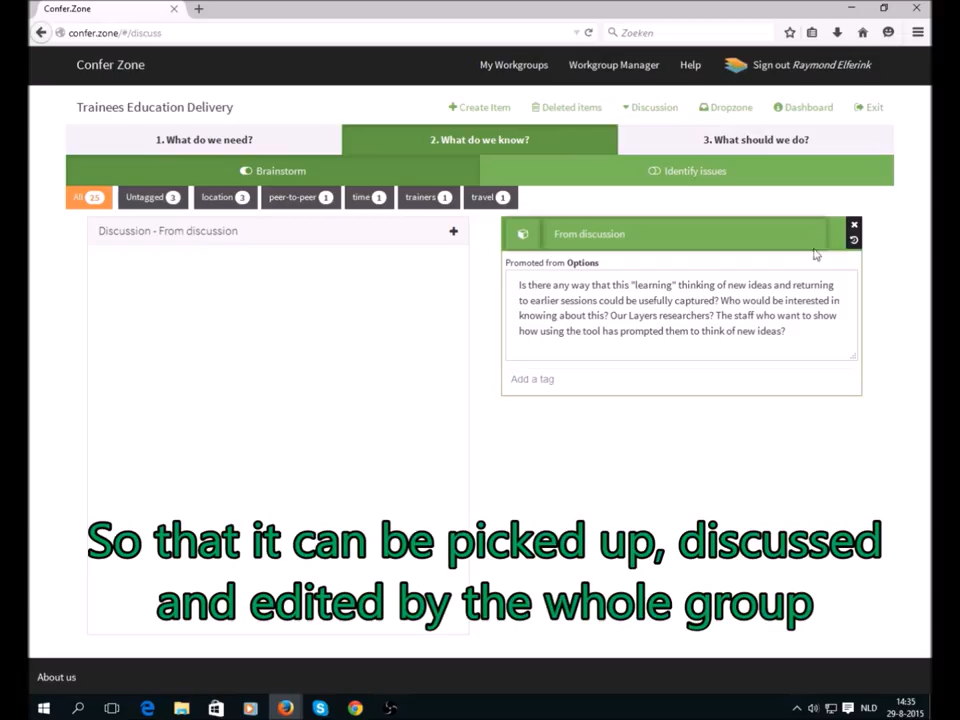 Confer.Zone
confer.zone/#/discuss
Zoeken
Confer Zone
My Workgroups
Workgroup Manager
Help
Sign out Raymond Elferink
Trainees Education Delivery
Create Item
Deleted items
Discussion
Dropzone
Dashboard
Exit
1. What do we need?
2. What do we know?
3. What should we do?
Brainstorm
Identify issues
All 25
Untagged 3
location 3
peer-to-peer 1
time 1
trainers 1
travel 1
Discussion - From discussion
From discussion
Promoted from Options
Is there any way that this "learning" thinking of new ideas and returning
to earlier sessions could be usefully captured? Who would be interested in
knowing about this? Our Layers researchers? The staff who want to show
how using the tool has prompted them to think of new ideas?
Add a tag
So that it can be picked up, discussed
and edited by the whole group
About us
NLD
14:35
29-8-2015